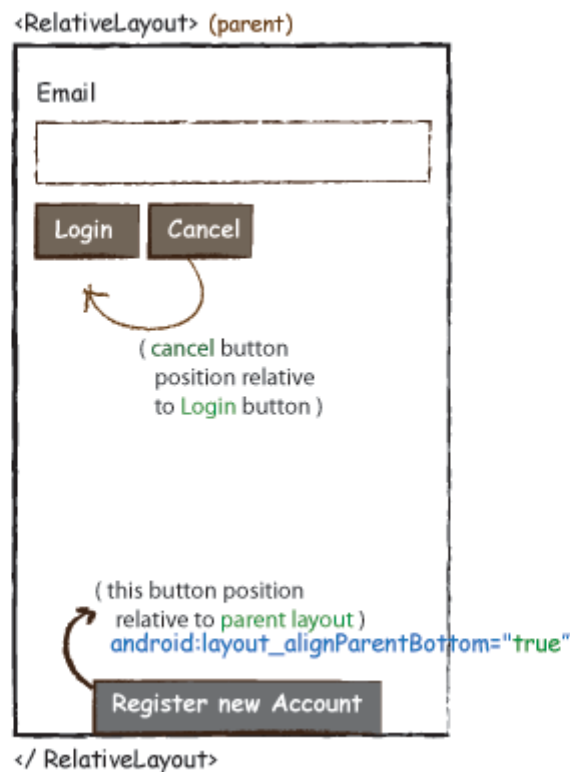 <RelativeLayout> (parent)
Email
Login Cancel
( cancel button
position relative
to Login button )
( this button position
relative to parent layout )
android:layout_alignParentBottom="true"
Register new Account
</ RelativeLayout>